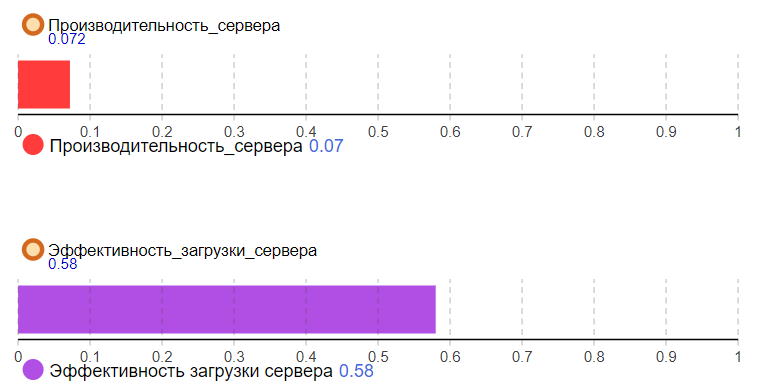 Производительность_сервера
0.072
0 0.1 0.2 0.3 0.4 0.5 0.6 0.7 0.8 0.9 1
Производительность_сервера 0.07
Эффективность_загрузки_сервера
0.58
0 0.1 0.2 0.3 0.4 0.5 0.6 0.7 0.8 0.9 1
Эффективность загрузки сервера 0.58